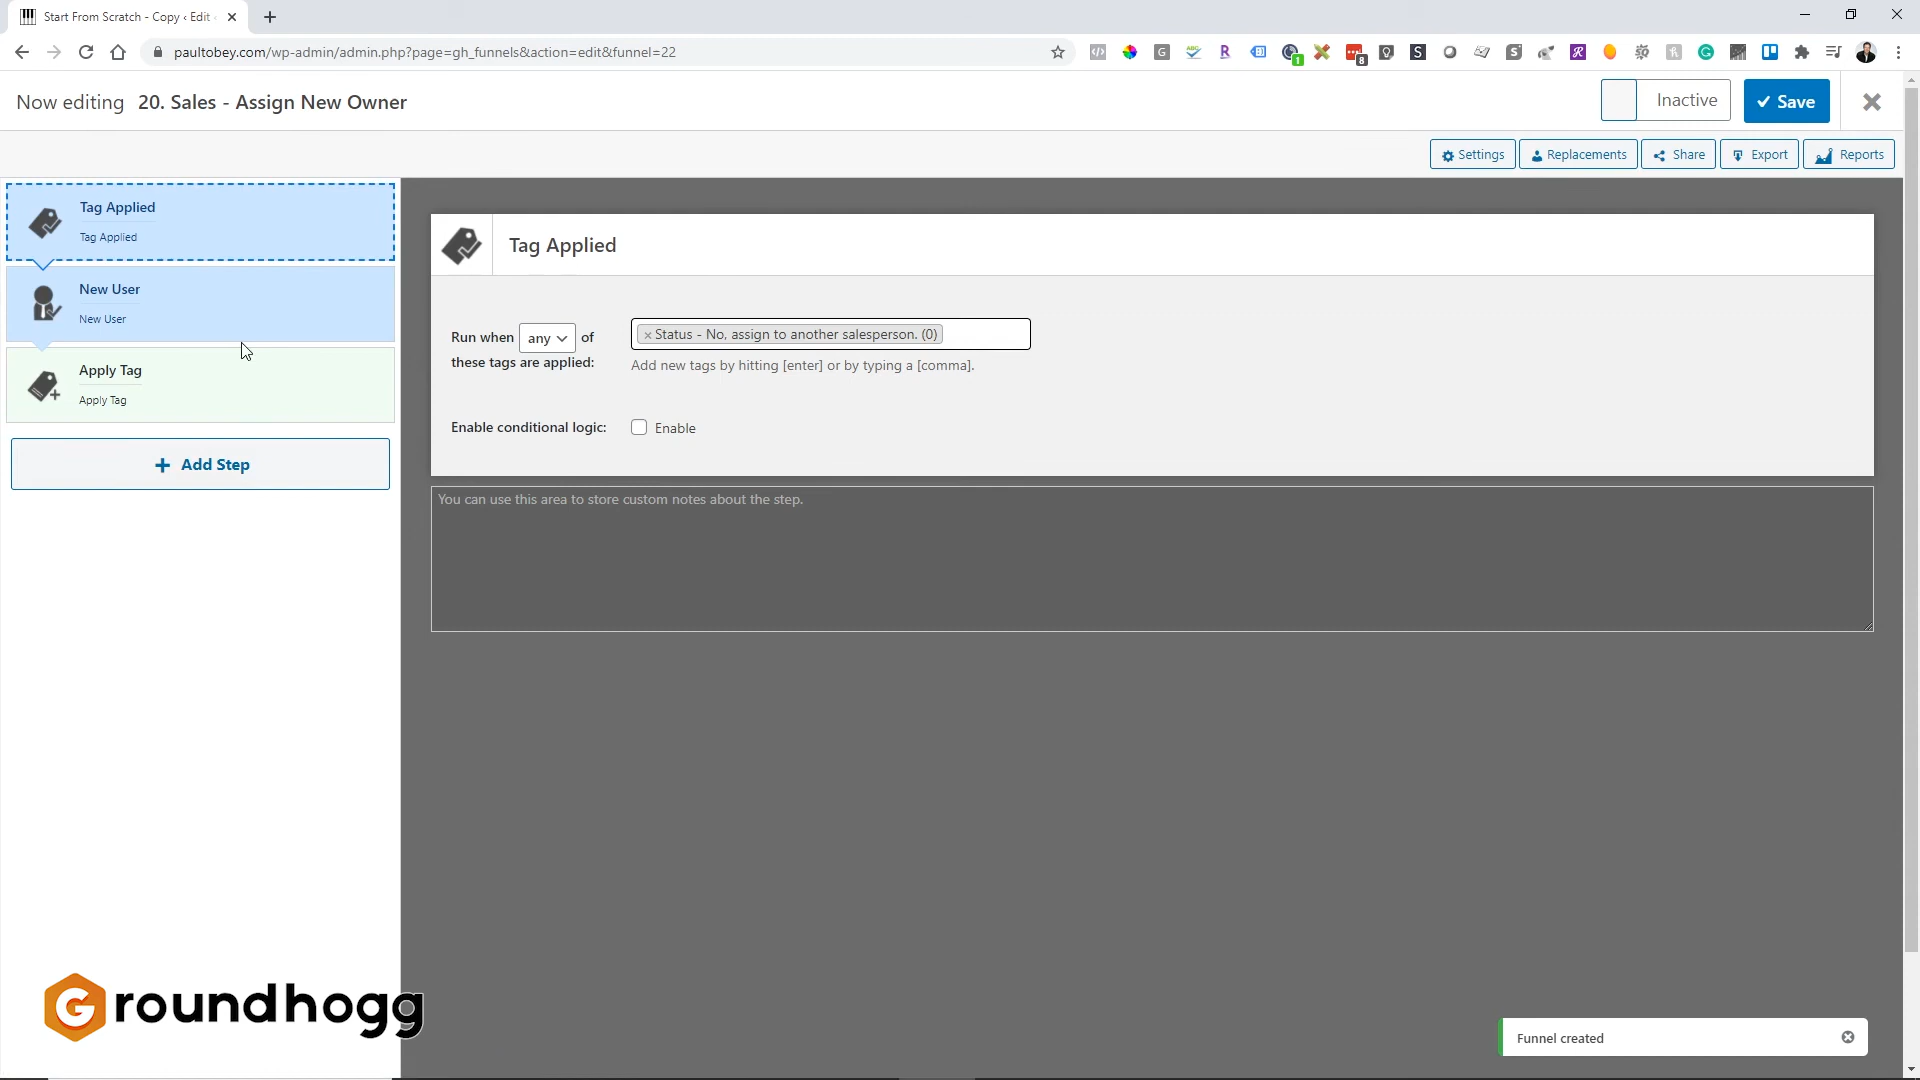 Start From Scratch - Copy ‹ Edit
paultobey.com/wp-admin/admin.php?page=gh_funnels&action=edit&funnel=22
Now editing 20. Sales - Assign New Owner
Inactive
Save
Settings
Replacements
Share
Export
Reports
Tag Applied
Tag Applied
New User
New User
Apply Tag
Apply Tag
+ Add Step
Tag Applied
Run when any of
these tags are applied:
× Status - No, assign to another salesperson. (0)
Add new tags by hitting [enter] or by typing a [comma].
Enable conditional logic:
Enable
You can use this area to store custom notes about the step.
Groundhogg
Funnel created